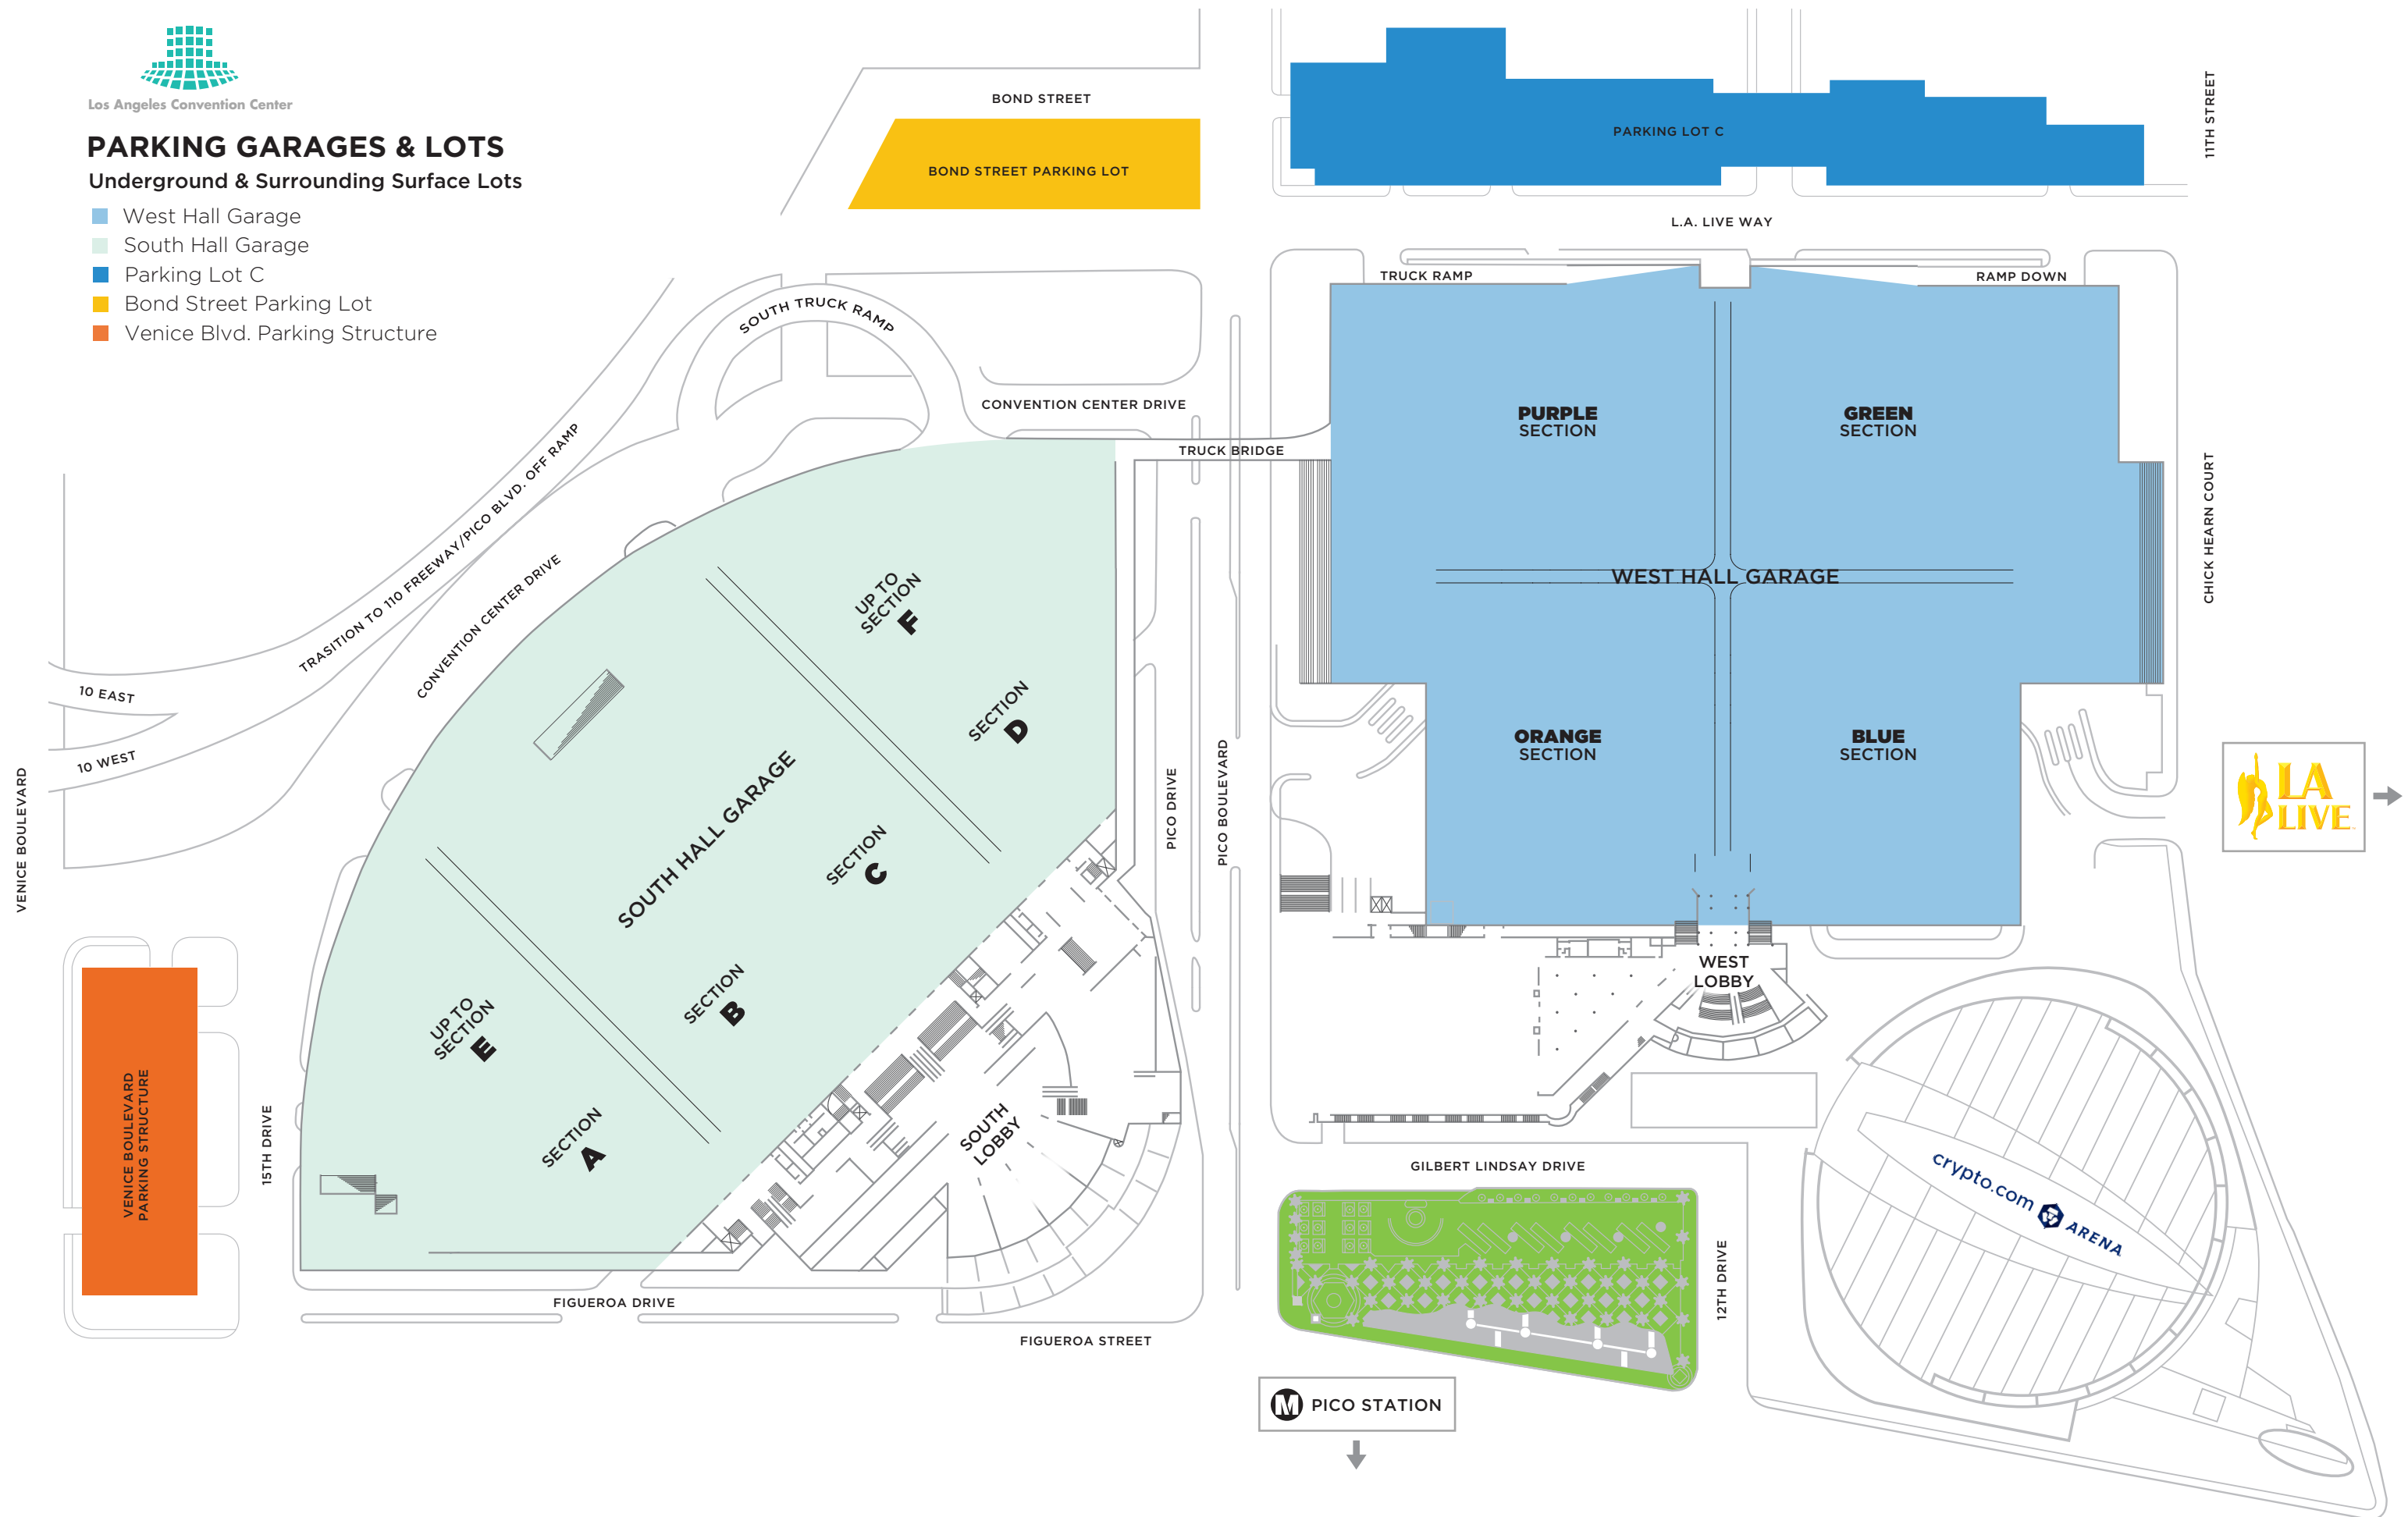 Los Angeles Convention Center
PARKING GARAGES & LOTS
Underground & Surrounding Surface Lots
West Hall Garage
South Hall Garage
Parking Lot C
Bond Street Parking Lot
Venice Blvd. Parking Structure
BOND STREET
BOND STREET PARKING LOT
PARKING LOT C
11TH STREET
L.A. LIVE WAY
TRUCK RAMP
RAMP DOWN
SOUTH TRUCK RAMP
CONVENTION CENTER DRIVE
TRUCK BRIDGE
PURPLE
SECTION
GREEN
SECTION
CHICK HEARN COURT
TRASITION TO 110 FREEWAY/PICO BLVD. OFF RAMP
CONVENTION CENTER DRIVE
WEST HALL GARAGE
UP TO
SECTION
F
SECTION
D
10 EAST
10 WEST
VENICE BOULEVARD
SOUTH HALL GARAGE
SECTION
C
PICO DRIVE
PICO BOULEVARD
ORANGE
SECTION
BLUE
SECTION
LA
LIVE
UP TO
SECTION
E
SECTION
B
WEST
LOBBY
VENICE BOULEVARD
PARKING STRUCTURE
15TH DRIVE
SECTION
A
SOUTH
LOBBY
GILBERT LINDSAY DRIVE
crypto.com ARENA
12TH DRIVE
FIGUEROA DRIVE
FIGUEROA STREET
M PICO STATION